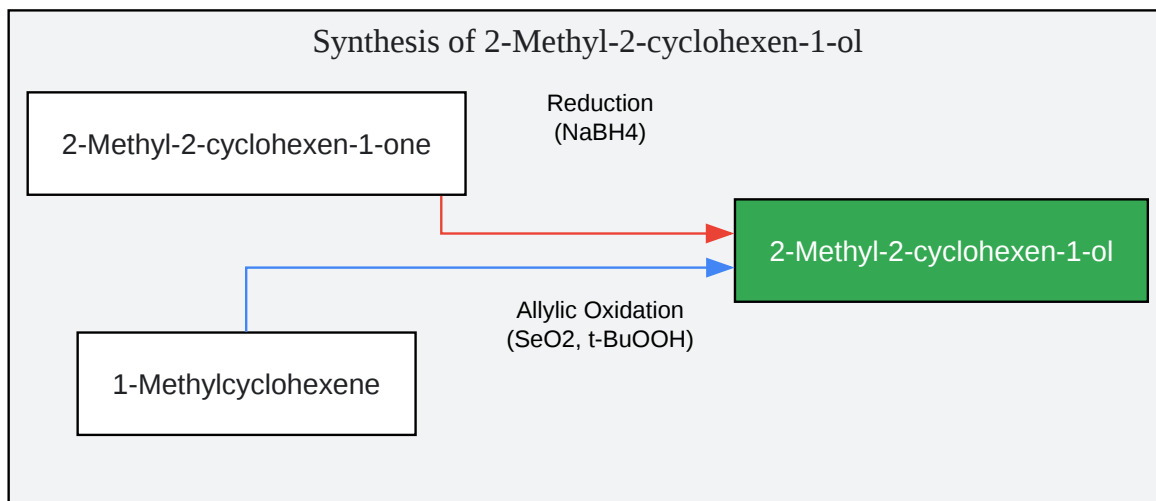 Synthesis of 2-Methyl-2-cyclohexen-1-ol
2-Methyl-2-cyclohexen-1-one
Reduction
(NaBH4)
2-Methyl-2-cyclohexen-1-ol
Allylic Oxidation
(SeO2, t-BuOOH)
1-Methylcyclohexene